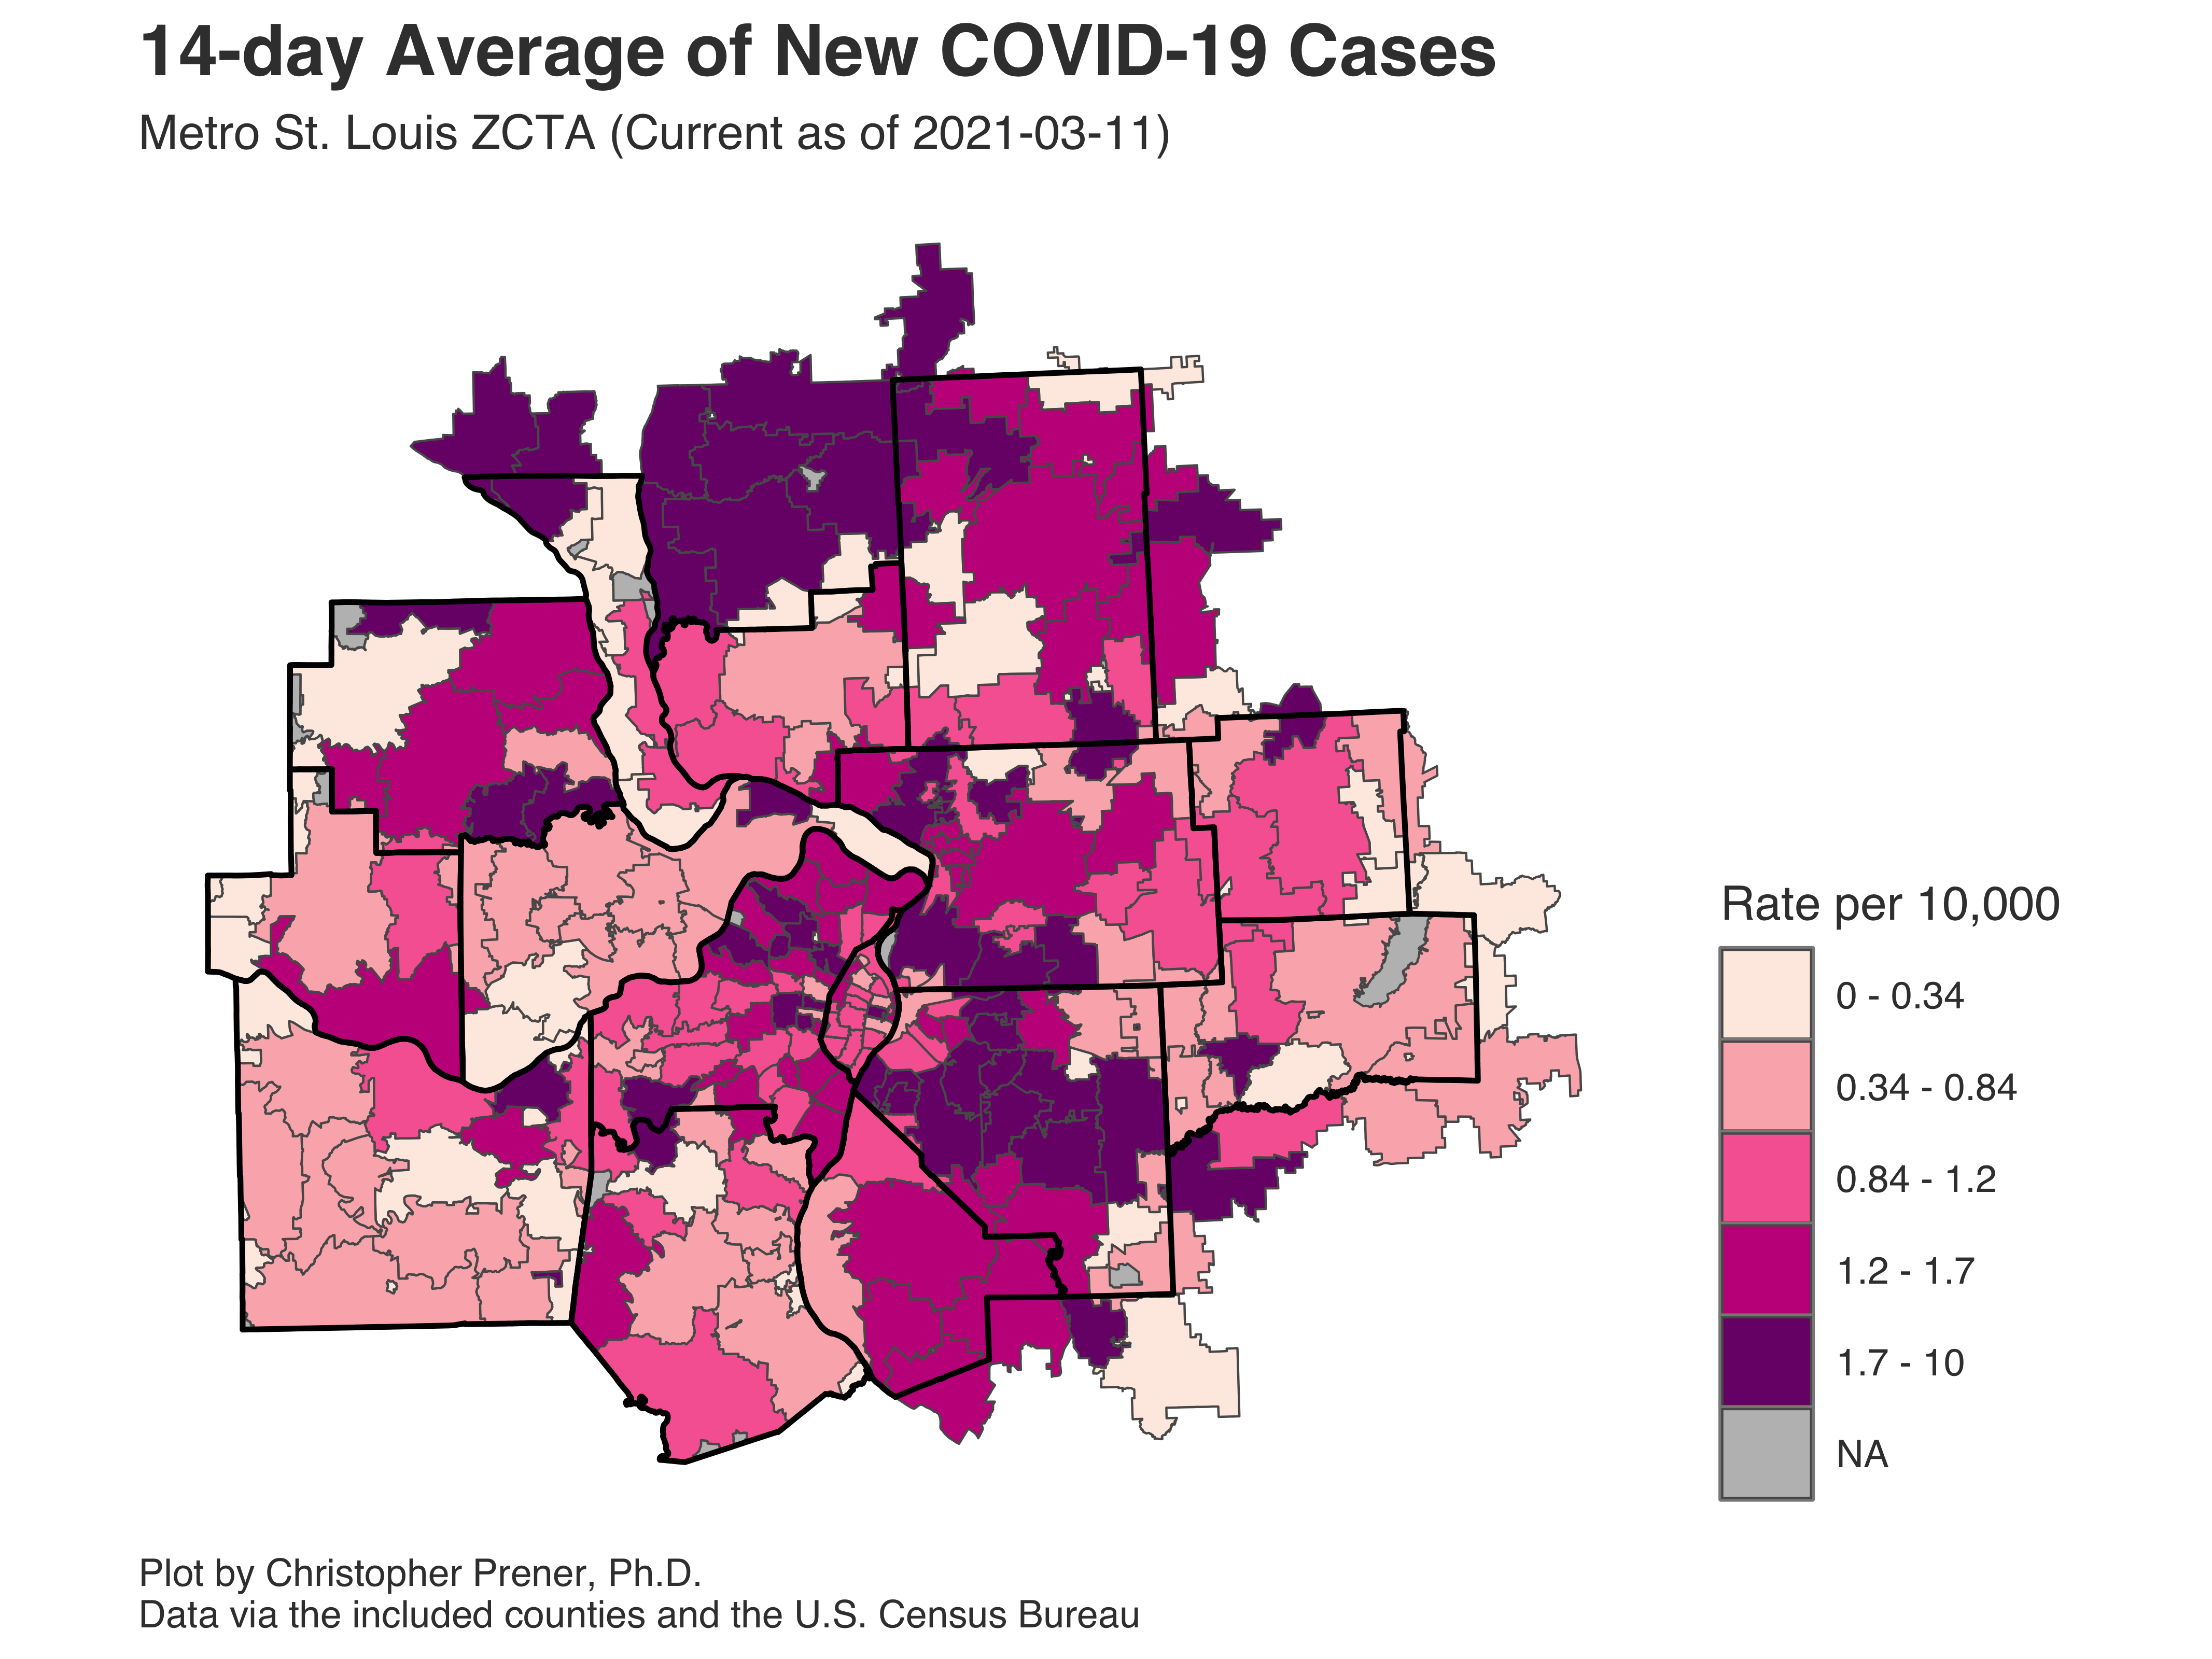 14-day Average of New COVID-19 Cases
Metro St. Louis ZCTA (Current as of 2021-03-11)
Rate per 10,000
0 - 0.34
0.34 - 0.84
0.84 - 1.2
1.2 - 1.7
1.7 - 10
NA
Plot by Christopher Prener, Ph.D.
Data via the included counties and the U.S. Census Bureau